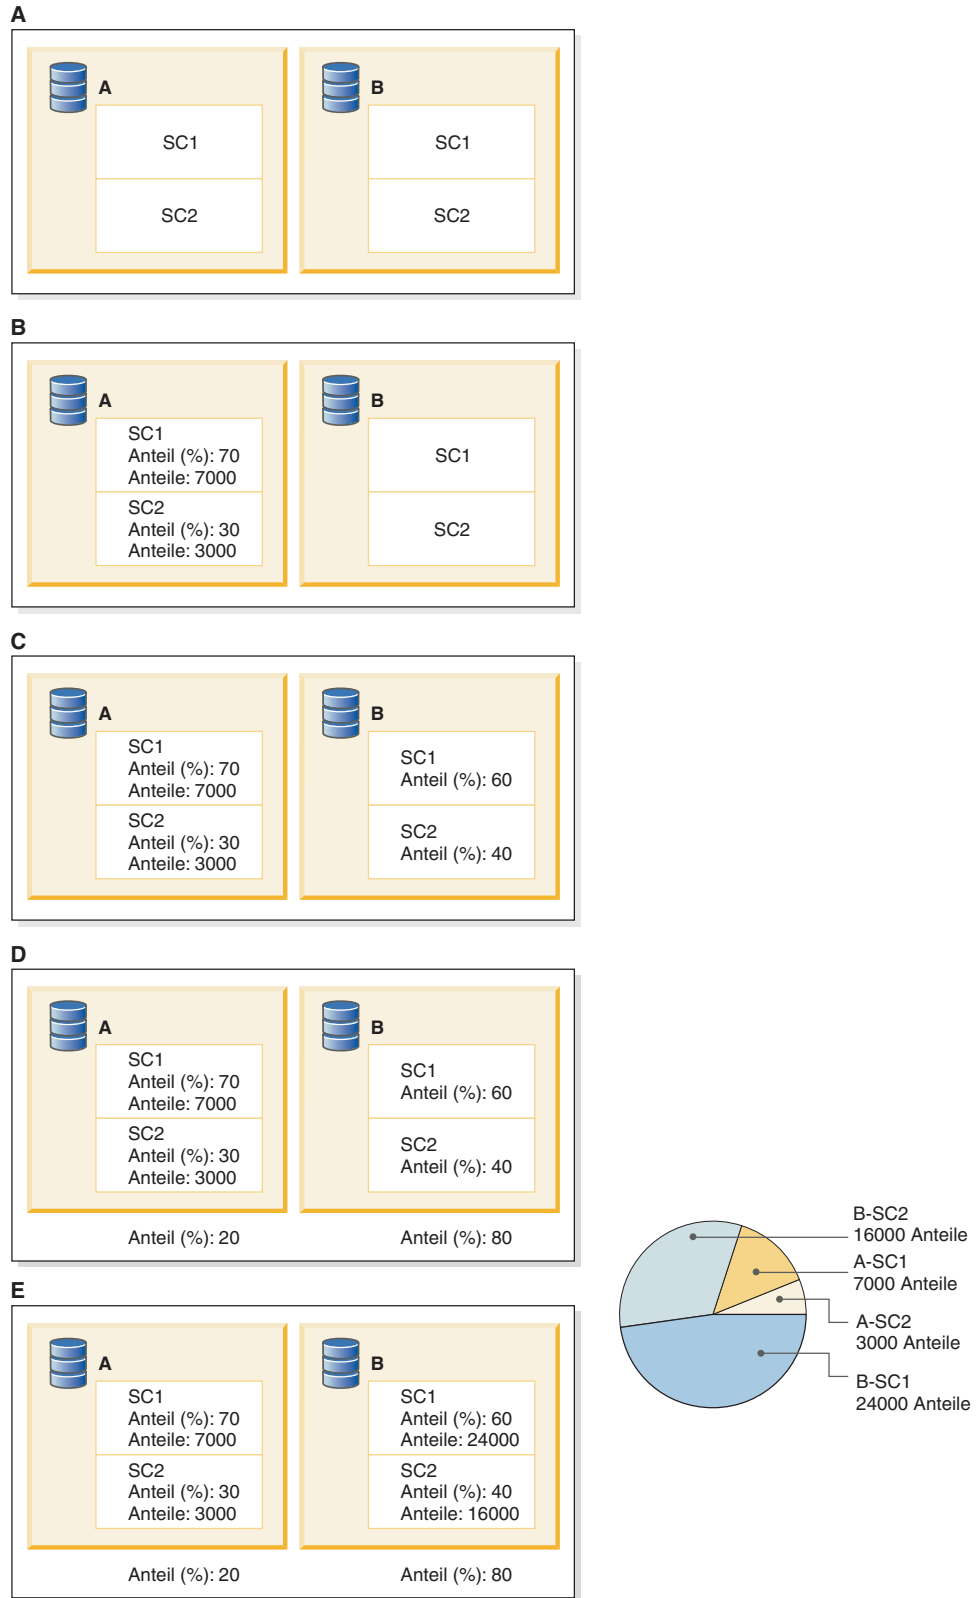 A
A
SC1
SC2
B
SC1
SC2
B
A
SC1
Anteil (%): 70
Anteile: 7000
SC2
Anteil (%): 30
Anteile: 3000
B
SC1
SC2
C
A
SC1
Anteil (%): 70
Anteile: 7000
SC2
Anteil (%): 30
Anteile: 3000
B
SC1
Anteil (%): 60
SC2
Anteil (%): 40
D
A
SC1
Anteil (%): 70
Anteile: 7000
SC2
Anteil (%): 30
Anteile: 3000
Anteil (%): 20
B
SC1
Anteil (%): 60
SC2
Anteil (%): 40
Anteil (%): 80
E
A
SC1
Anteil (%): 70
Anteile: 7000
SC2
Anteil (%): 30
Anteile: 3000
Anteil (%): 20
B
SC1
Anteil (%): 60
Anteile: 24000
SC2
Anteil (%): 40
Anteile: 16000
Anteil (%): 80
B-SC2
16000 Anteile
A-SC1
7000 Anteile
A-SC2
3000 Anteile
B-SC1
24000 Anteile